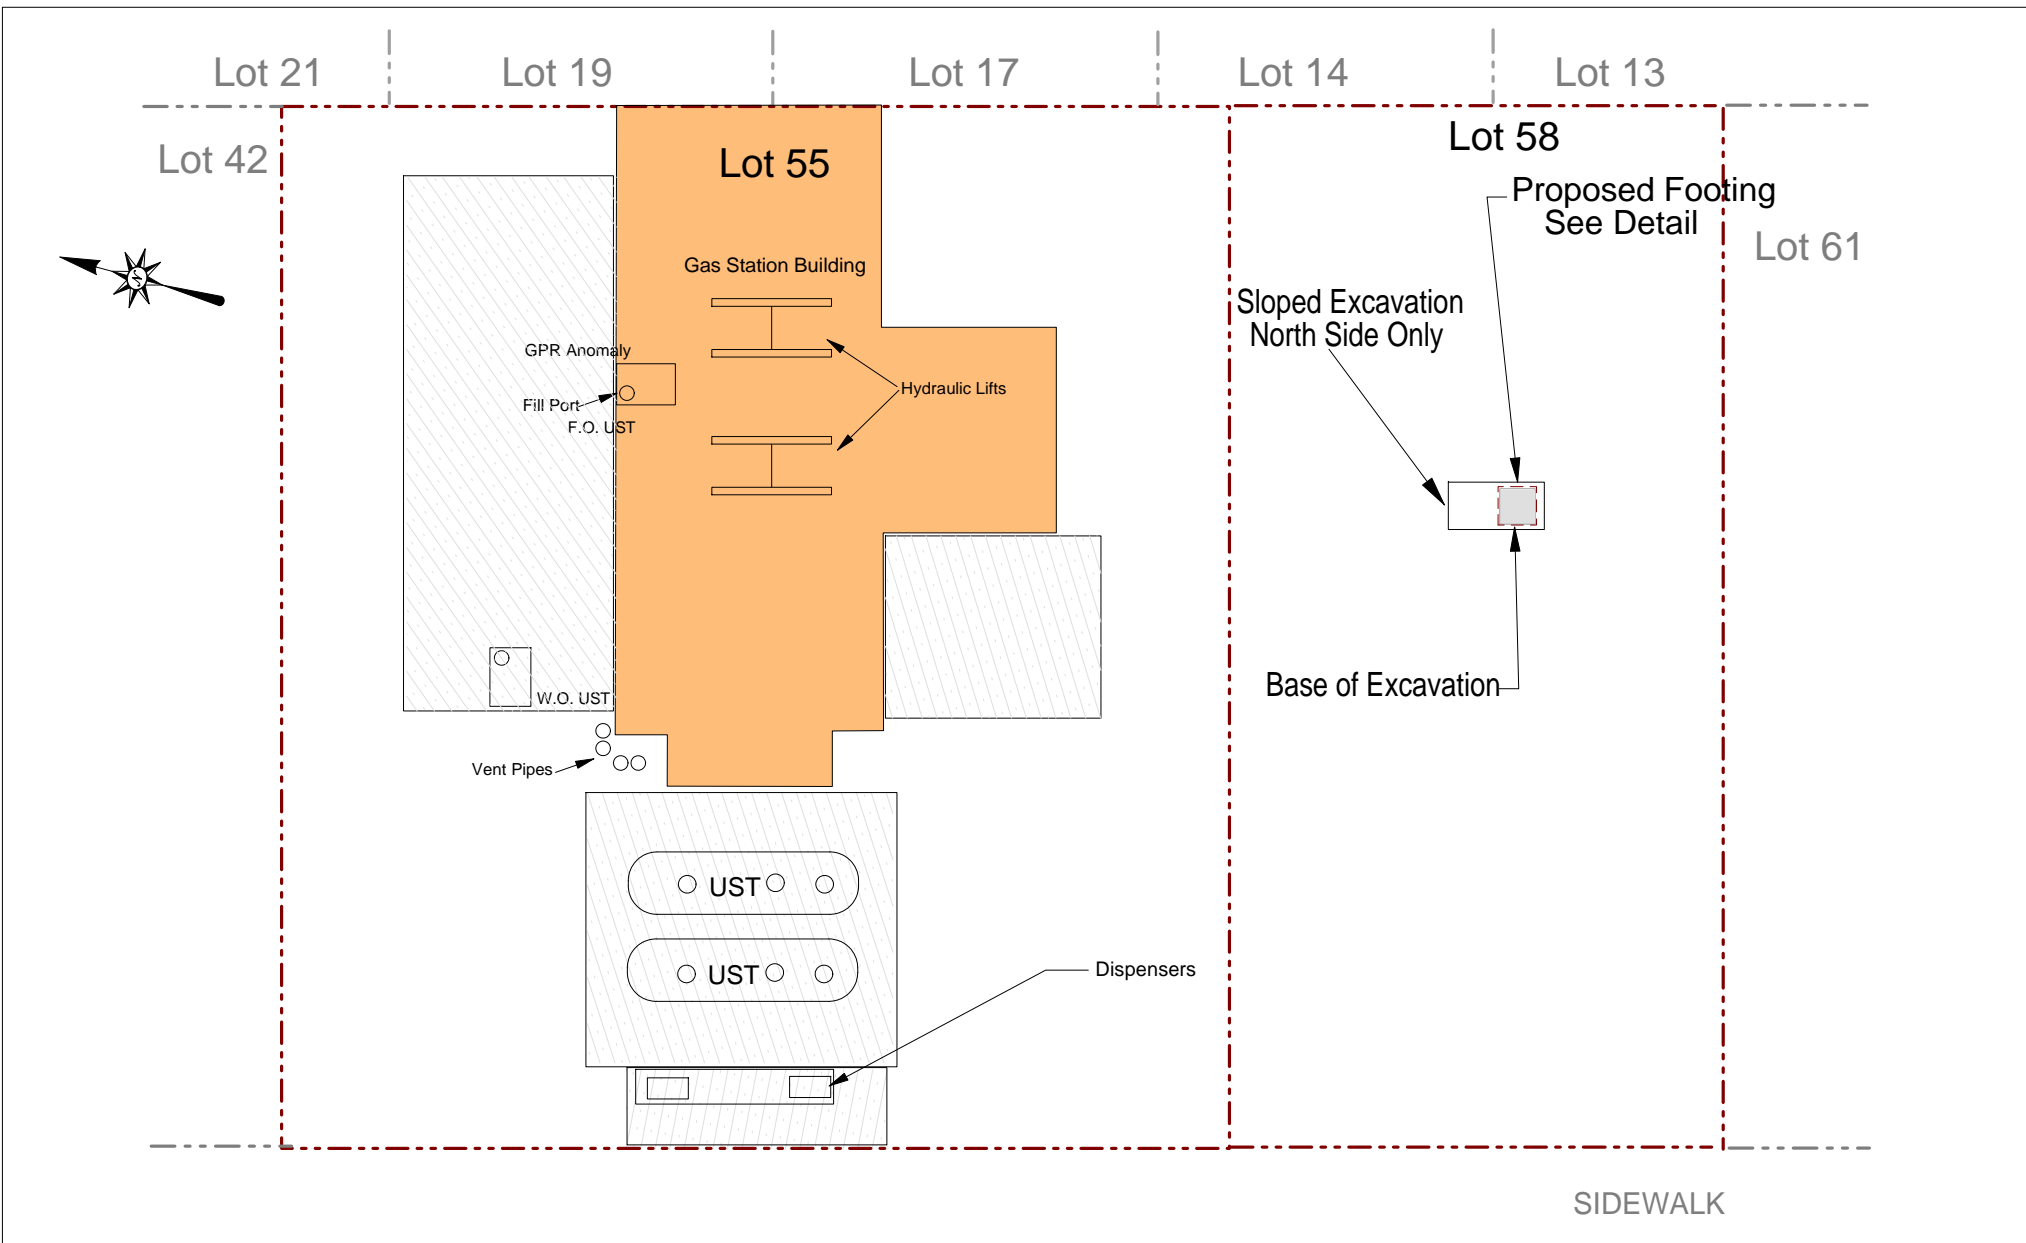 Lot 21
Lot 19
Lot 17
Lot 14
Lot 13
Lot 42
Lot 55
Lot 58
Proposed Footing
See Detail
Lot 61
N
Gas Station Building
Sloped Excavation
North Side Only
GPR Anomaly
Hydraulic Lifts
Fill Port
F.O. UST
Base of Excavation
W.O. UST
Vent Pipes
UST
UST
Dispensers
SIDEWALK